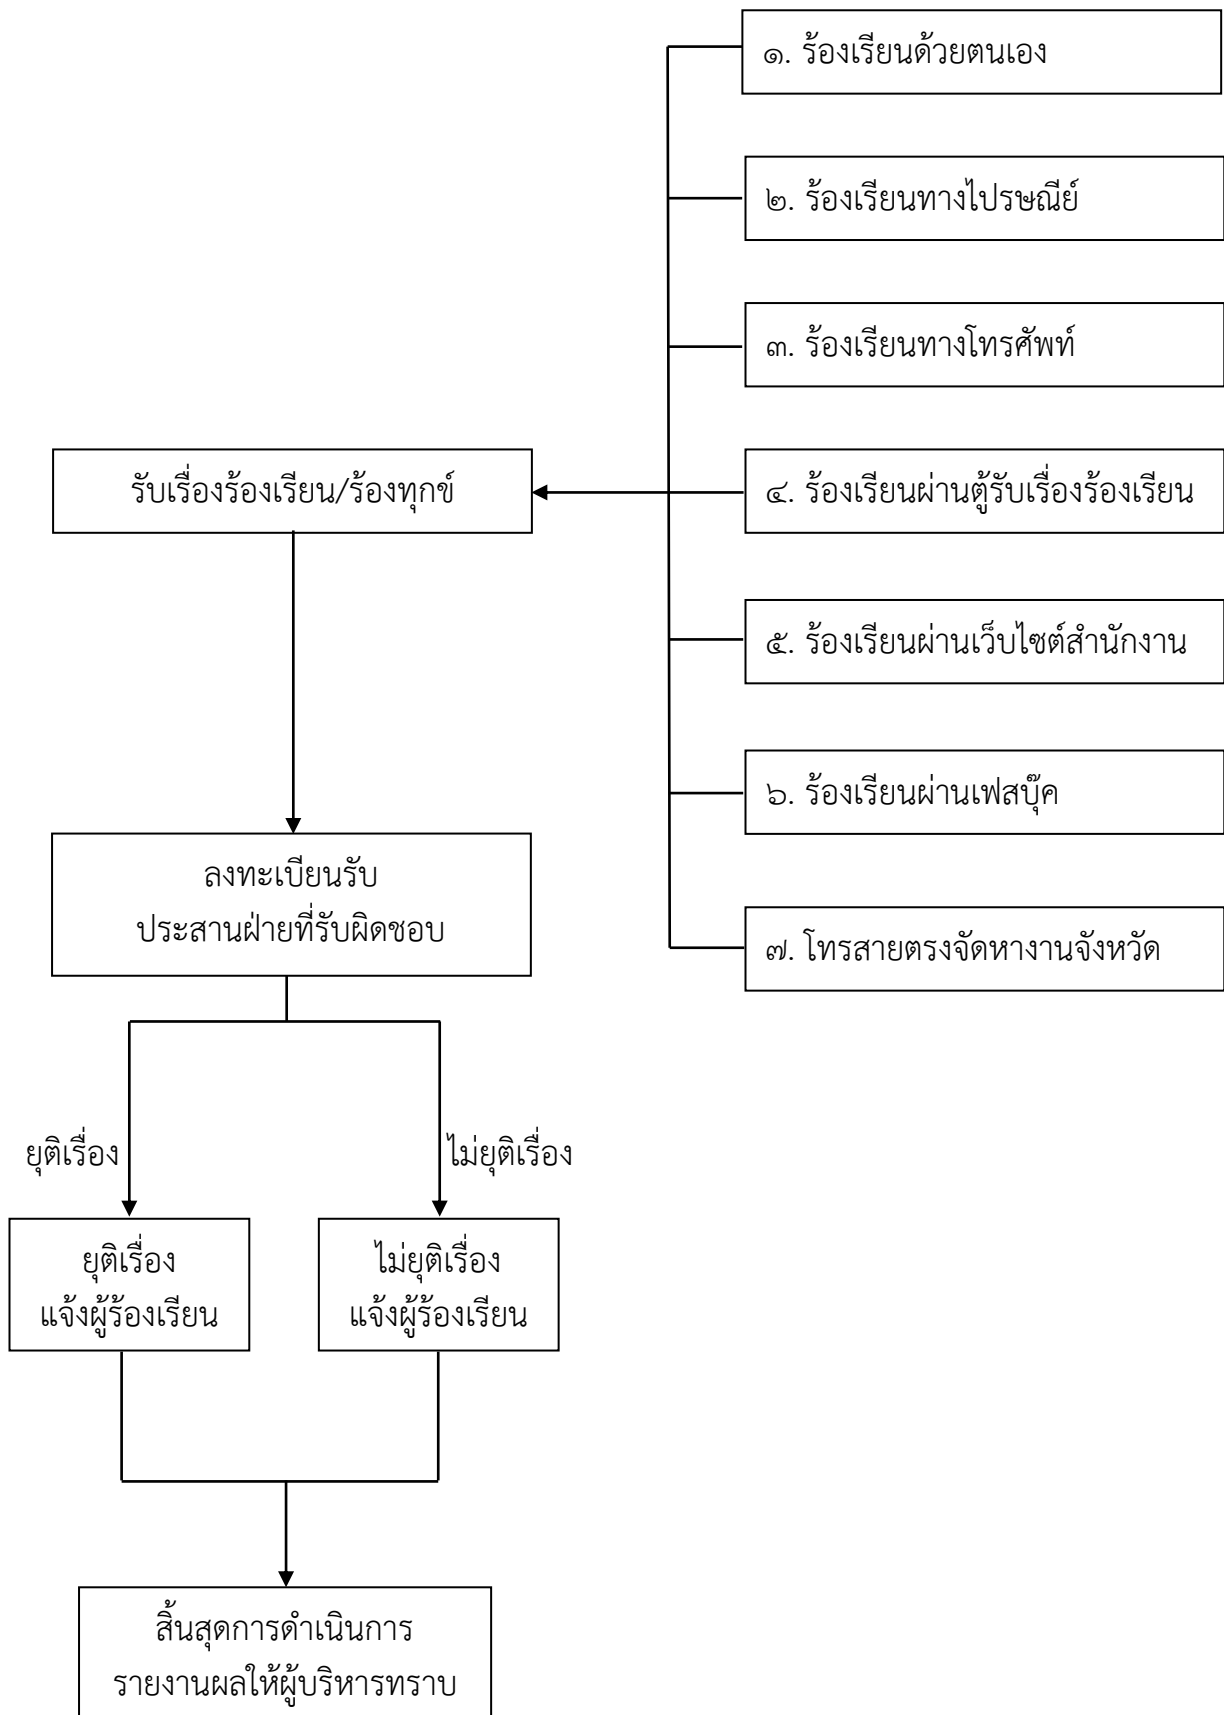 ๑. ร้องเรียนด้วยตนเอง
๒. ร้องเรียนทางไปรษณีย์
๓. ร้องเรียนทางโทรศัพท์
รับเรื่องร้องเรียน/ร้องทุกข์
๔. ร้องเรียนผ่านตู้รับเรื่องร้องเรียน
๕. ร้องเรียนผ่านเว็บไซต์สำนักงาน
๖. ร้องเรียนผ่านเฟสบุ๊ค
ลงทะเบียนรับ
ประสานฝ่ายที่รับผิดชอบ
๗. โทรสายตรงจัดหางานจังหวัด
ยุติเรื่อง
ไม่ยุติเรื่อง
ยุติเรื่อง
แจ้งผู้ร้องเรียน
ไม่ยุติเรื่อง
แจ้งผู้ร้องเรียน
สิ้นสุดการดำเนินการ
รายงานผลให้ผู้บริหารทราบ